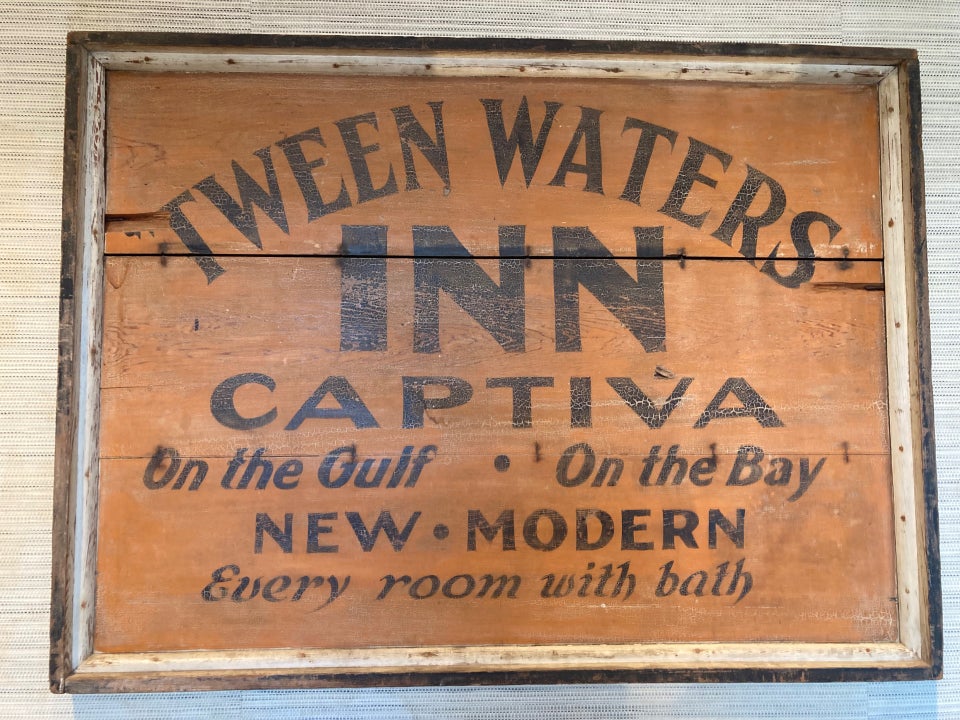 TWEEN WATERS
INN
CAPTIVA
On the Gulf • On the Bay
NEW • MODERN
Every room with bath